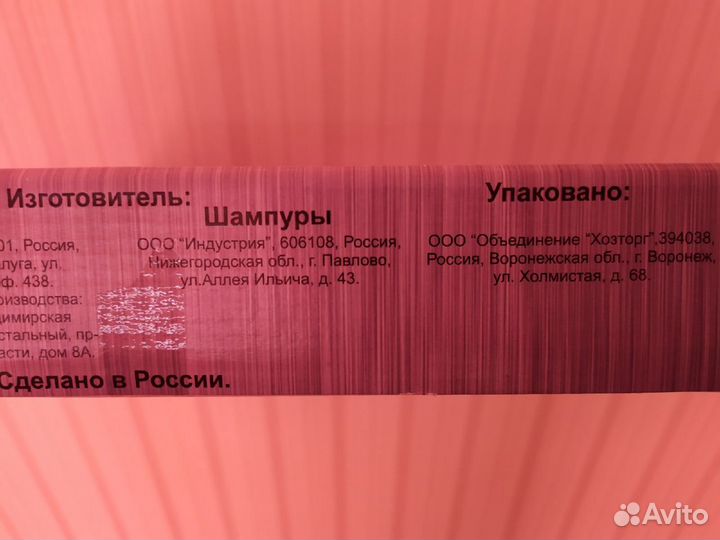 Изготовитель:
01, Россия,
луга, ул.
ф. 438.
оизводства:
димирская
стальный, пр-
асти, дом 8А.
Шампуры
ООО "Индустрия", 606108, Россия,
Нижегородская обл., г. Павлово,
ул.Аллея Ильича, д. 43.
Упаковано:
ООО "Объединение "Хозторг",394038,
Россия, Воронежская обл., г. Воронеж,
ул. Холмистая, д. 68.
Сделано в России.
Avito